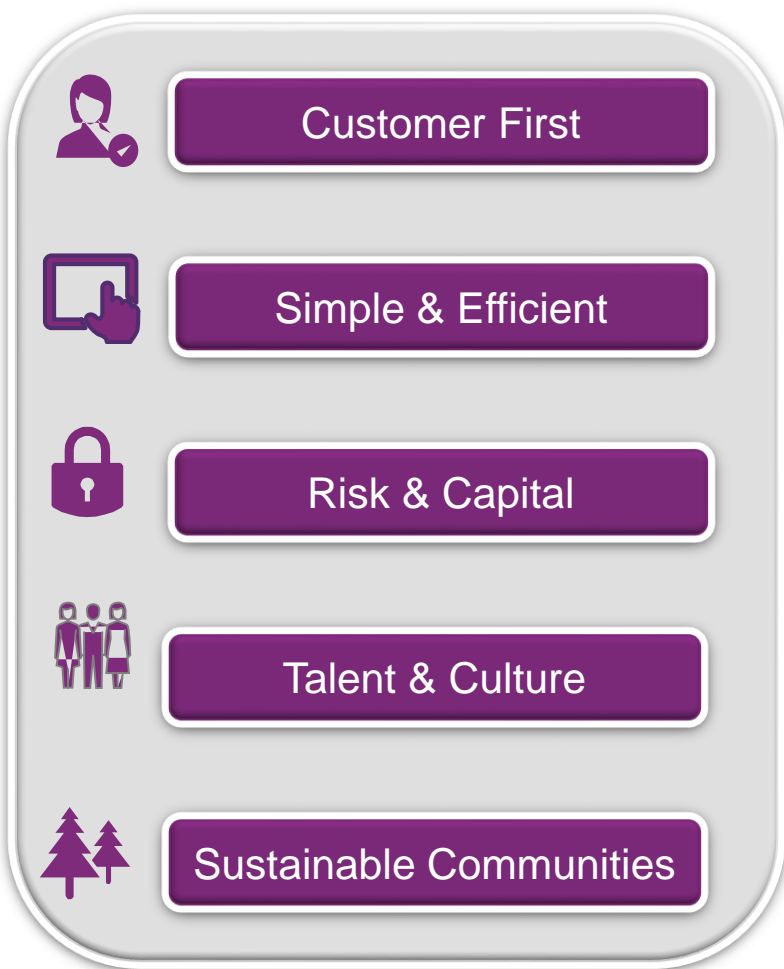 Customer First
Simple & Efficient
Risk & Capital
Talent & Culture
Sustainable Communities